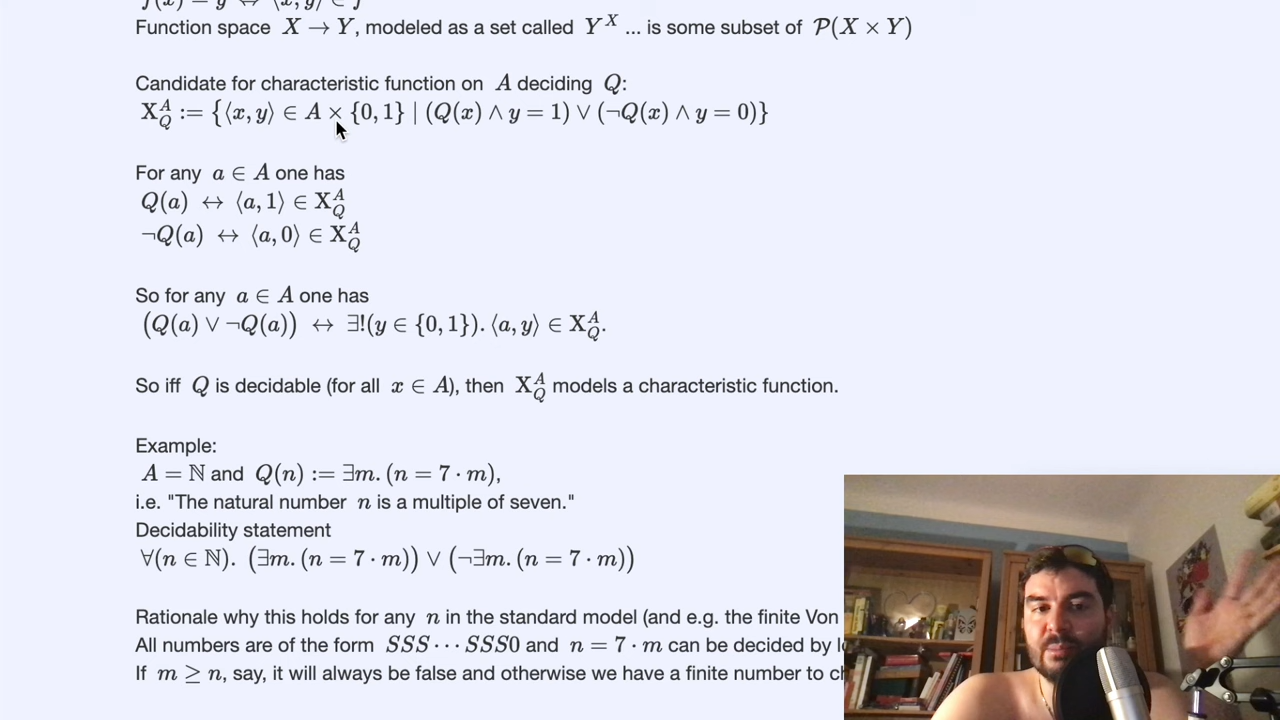 f(x) = y ↔ ⟨x, y⟩ ∈ f
Function space X → Y, modeled as a set called Y^X ... is some subset of 𝒫(X × Y)
Candidate for characteristic function on A deciding Q:
X_Q^A := {⟨x, y⟩ ∈ A × {0, 1} | (Q(x) ∧ y = 1) ∨ (¬Q(x) ∧ y = 0)}
For any a ∈ A one has
Q(a) ↔ ⟨a, 1⟩ ∈ X_Q^A
¬Q(a) ↔ ⟨a, 0⟩ ∈ X_Q^A
So for any a ∈ A one has
(Q(a) ∨ ¬Q(a)) ↔ ∃!(y ∈ {0, 1}). ⟨a, y⟩ ∈ X_Q^A.
So iff Q is decidable (for all x ∈ A), then X_Q^A models a characteristic function.
Example:
A = ℕ and Q(n) := ∃m. (n = 7 · m),
i.e. "The natural number n is a multiple of seven."
Decidability statement
∀(n ∈ ℕ). (∃m. (n = 7 · m)) ∨ (¬∃m. (n = 7 · m))
Rationale why this holds for any n in the standard model (and e.g. the finite Von
All numbers are of the form SSS ⋯ SSS0 and n = 7 · m can be decided by
If m ≥ n, say, it will always be false and otherwise we have a finite number to